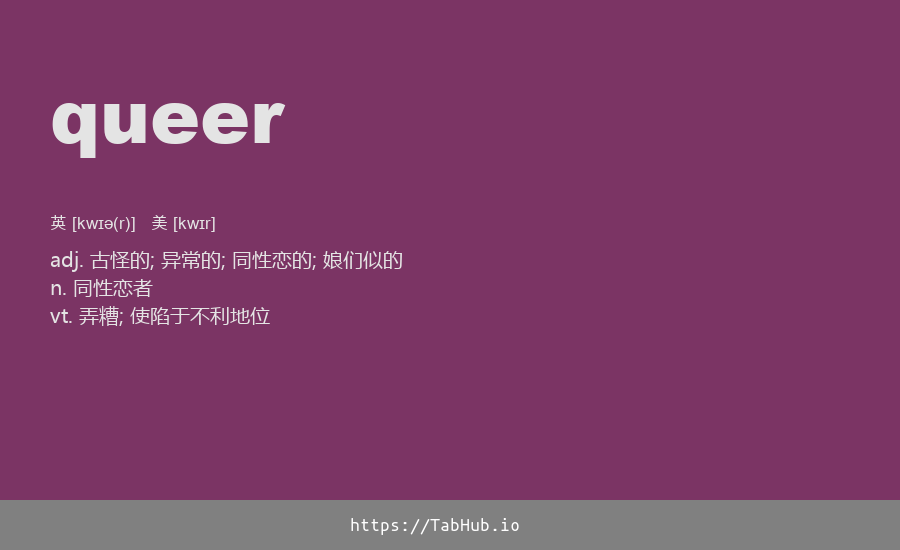 queer
英 [kwɪə(r)] 美 [kwɪr]
adj. 古怪的; 异常的; 同性恋的; 娘们似的
n. 同性恋者
vt. 弄糟; 使陷于不利地位
https://TabHub.io